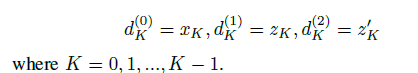 d_K^{(0)} = x_K, d_K^{(1)} = z_K, d_K^{(2)} = z'_K
where K = 0, 1, ..., K − 1.